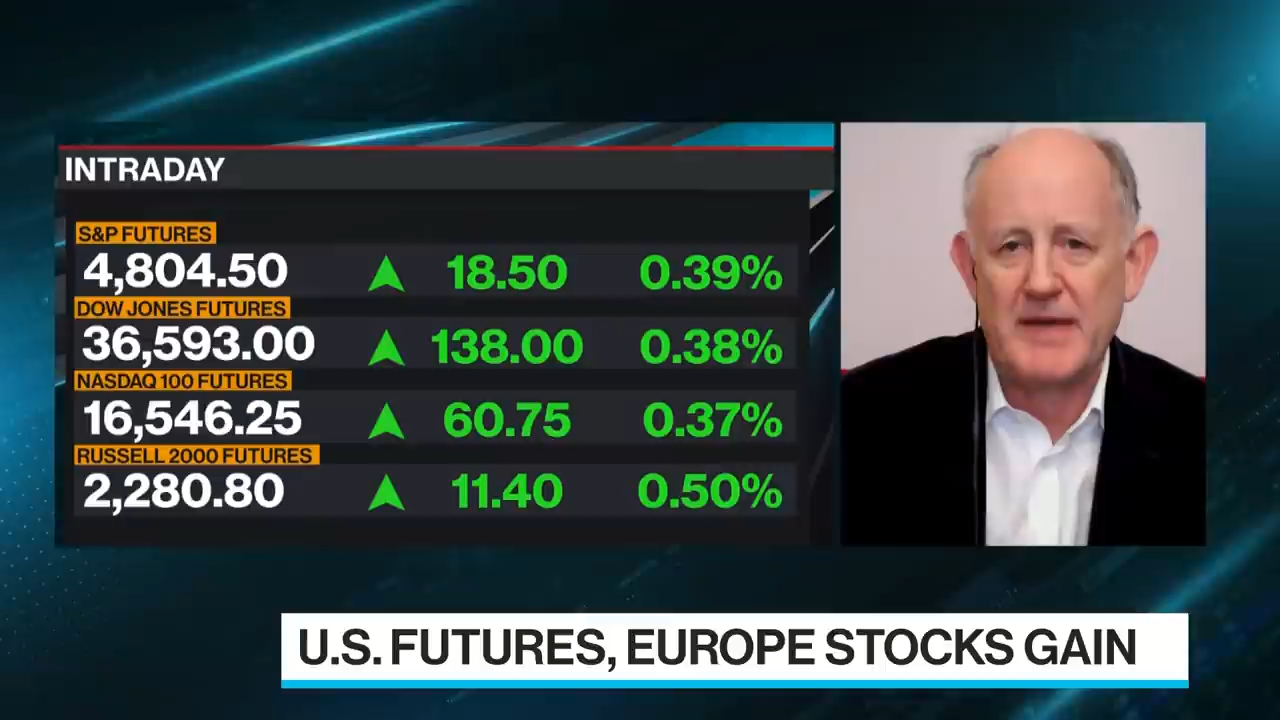 INTRADAY
S&P FUTURES
4,804.50 ▲ 18.50 0.39%
DOW JONES FUTURES
36,593.00 ▲ 138.00 0.38%
NASDAQ 100 FUTURES
16,546.25 ▲ 60.75 0.37%
RUSSELL 2000 FUTURES
2,280.80 ▲ 11.40 0.50%
U.S. FUTURES, EUROPE STOCKS GAIN